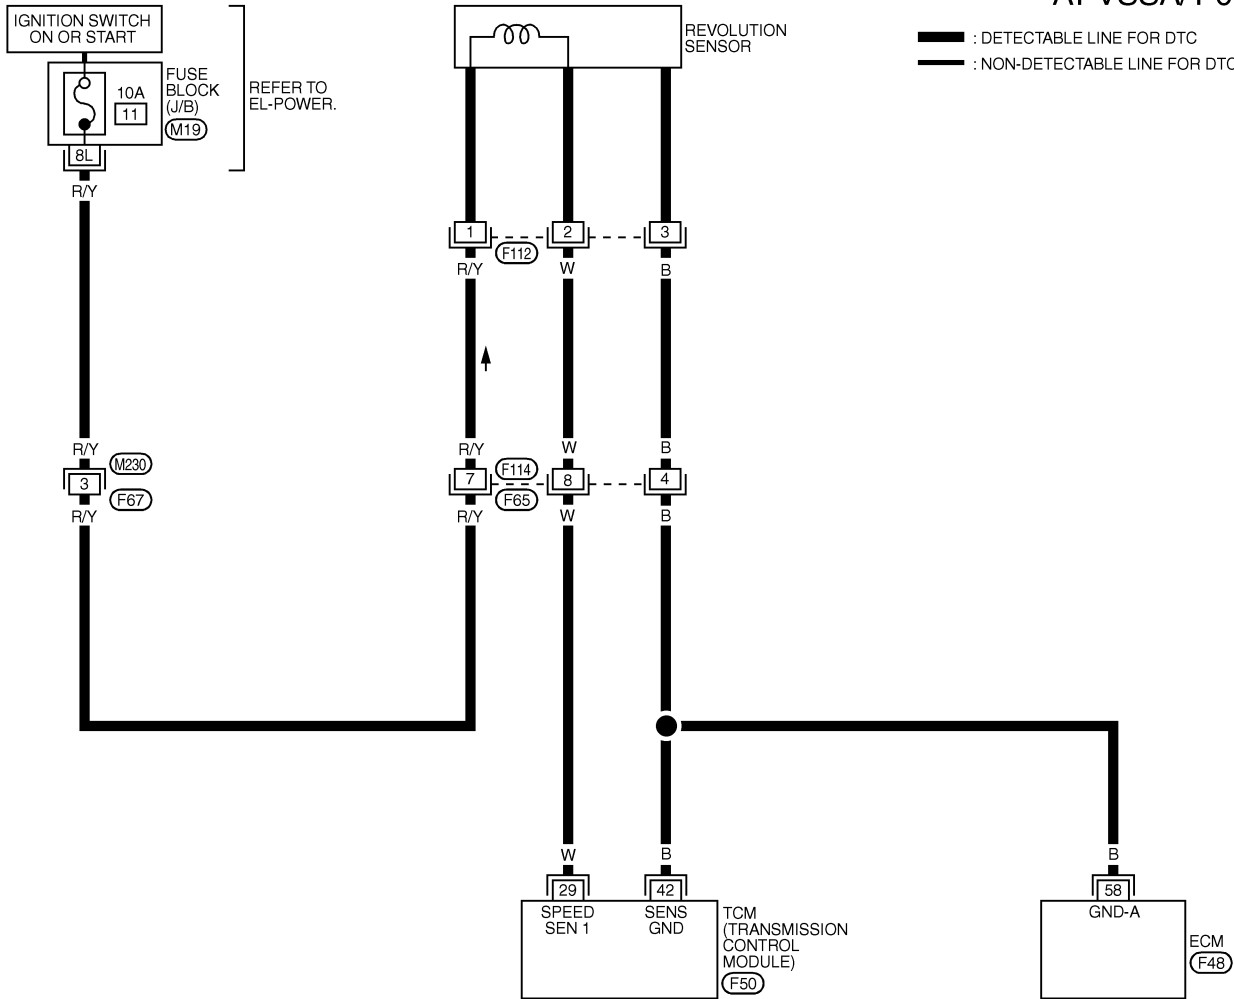 IGNITION SWITCH
ON OR START
10A
11
FUSE
BLOCK
(J/B)
M19
REFER TO
EL-POWER.
8L
R/Y
REVOLUTION
SENSOR
: DETECTABLE LINE FOR DTC
: NON-DETECTABLE LINE FOR DTC
1
2
3
F112
R/Y
W
B
R/Y
M230
3
F67
R/Y
R/Y
W
B
7
F114
8
4
F65
R/Y
W
B
W
B
B
29
42
58
SPEED
SEN 1
SENS
GND
GND-A
TCM
(TRANSMISSION
CONTROL
MODULE)
F50
ECM
F48